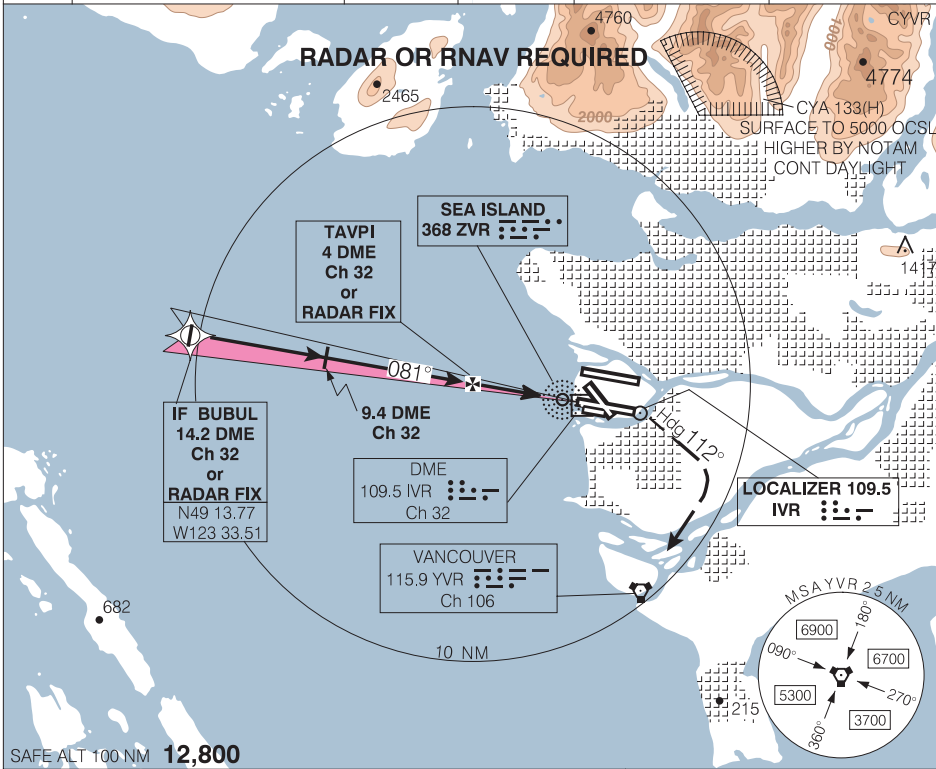 4760
CYVR
RADAR OR RNAV REQUIRED
1000
4774
2465
CYA 133(H)
SURFACE TO 5000 OCSL
HIGHER BY NOTAM
CONT DAYLIGHT
2000
SEA ISLAND
368 ZVR
TAVPI
4 DME
Ch 32
or
RADAR FIX
1417
081°
9.4 DME
Ch 32
IF BUBUL
14.2 DME
Ch 32
or
RADAR FIX
N49 13.77
W123 33.51
Hdg 112°
DME
109.5 IVR
Ch 32
LOCALIZER 109.5
IVR
VANCOUVER
115.9 YVR
Ch 106
682
10 NM
MSA YVR 25 NM
180°
6900
090°
6700
5300
270°
3700
360°
215
SAFE ALT 100 NM 12,800